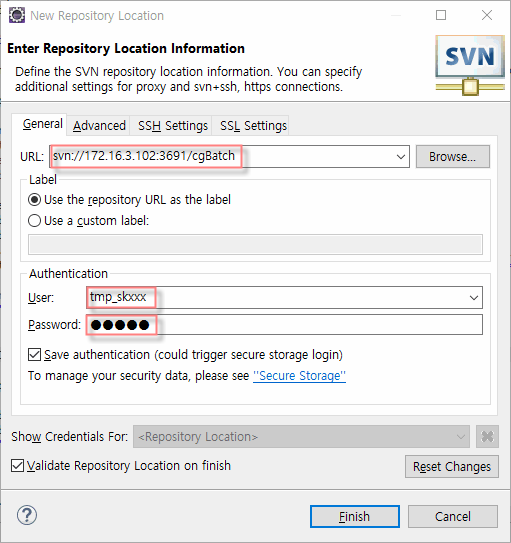 New Repository Location
Enter Repository Location Information
Define the SVN repository location information. You can specify
additional settings for proxy and svn+ssh, https connections.
SVN
General Advanced SSH Settings SSL Settings
URL: svn://172.16.3.102:3691/cgBatch Browse...
Label
Use the repository URL as the label
Use a custom label:
Authentication
User: tmp_skxxx
Password: ●●●●●
Save authentication (could trigger secure storage login)
To manage your security data, please see "Secure Storage"
Show Credentials For: <Repository Location>
Validate Repository Location on finish Reset Changes
? Finish Cancel